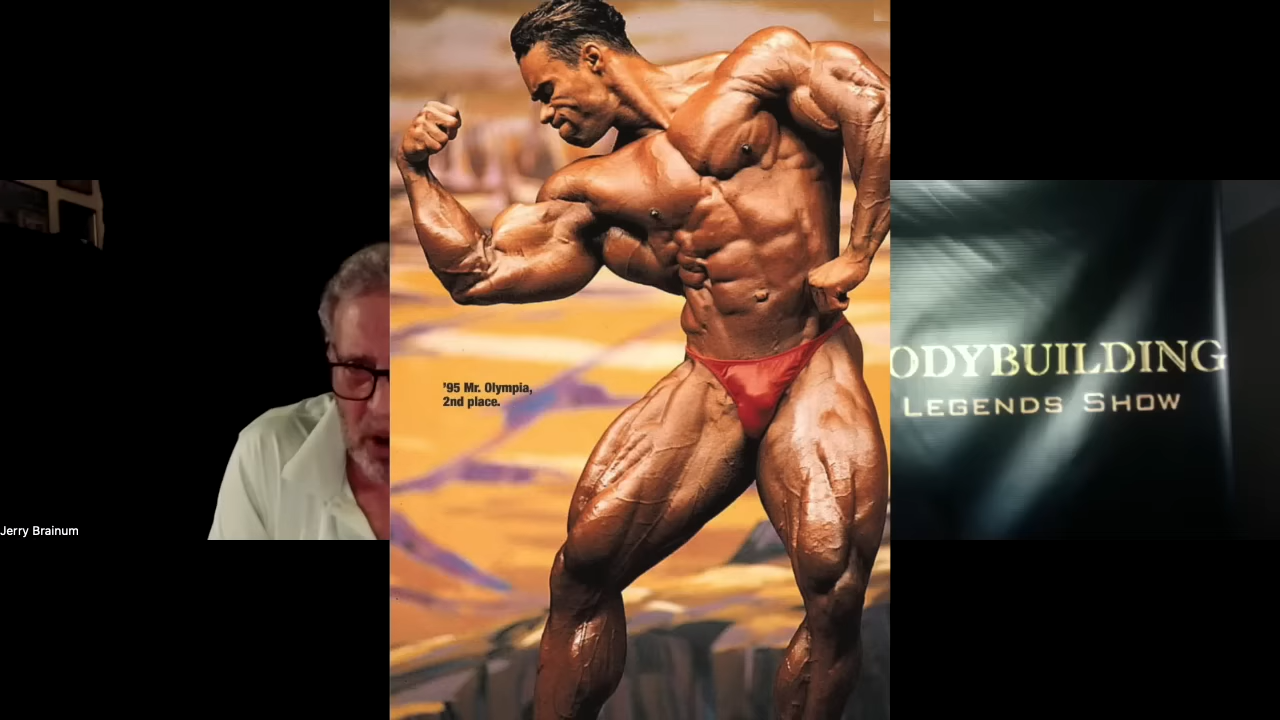 '95 Mr. Olympia,
2nd place.
ODYBUILDING
LEGENDS SHOW
Jerry Brainum